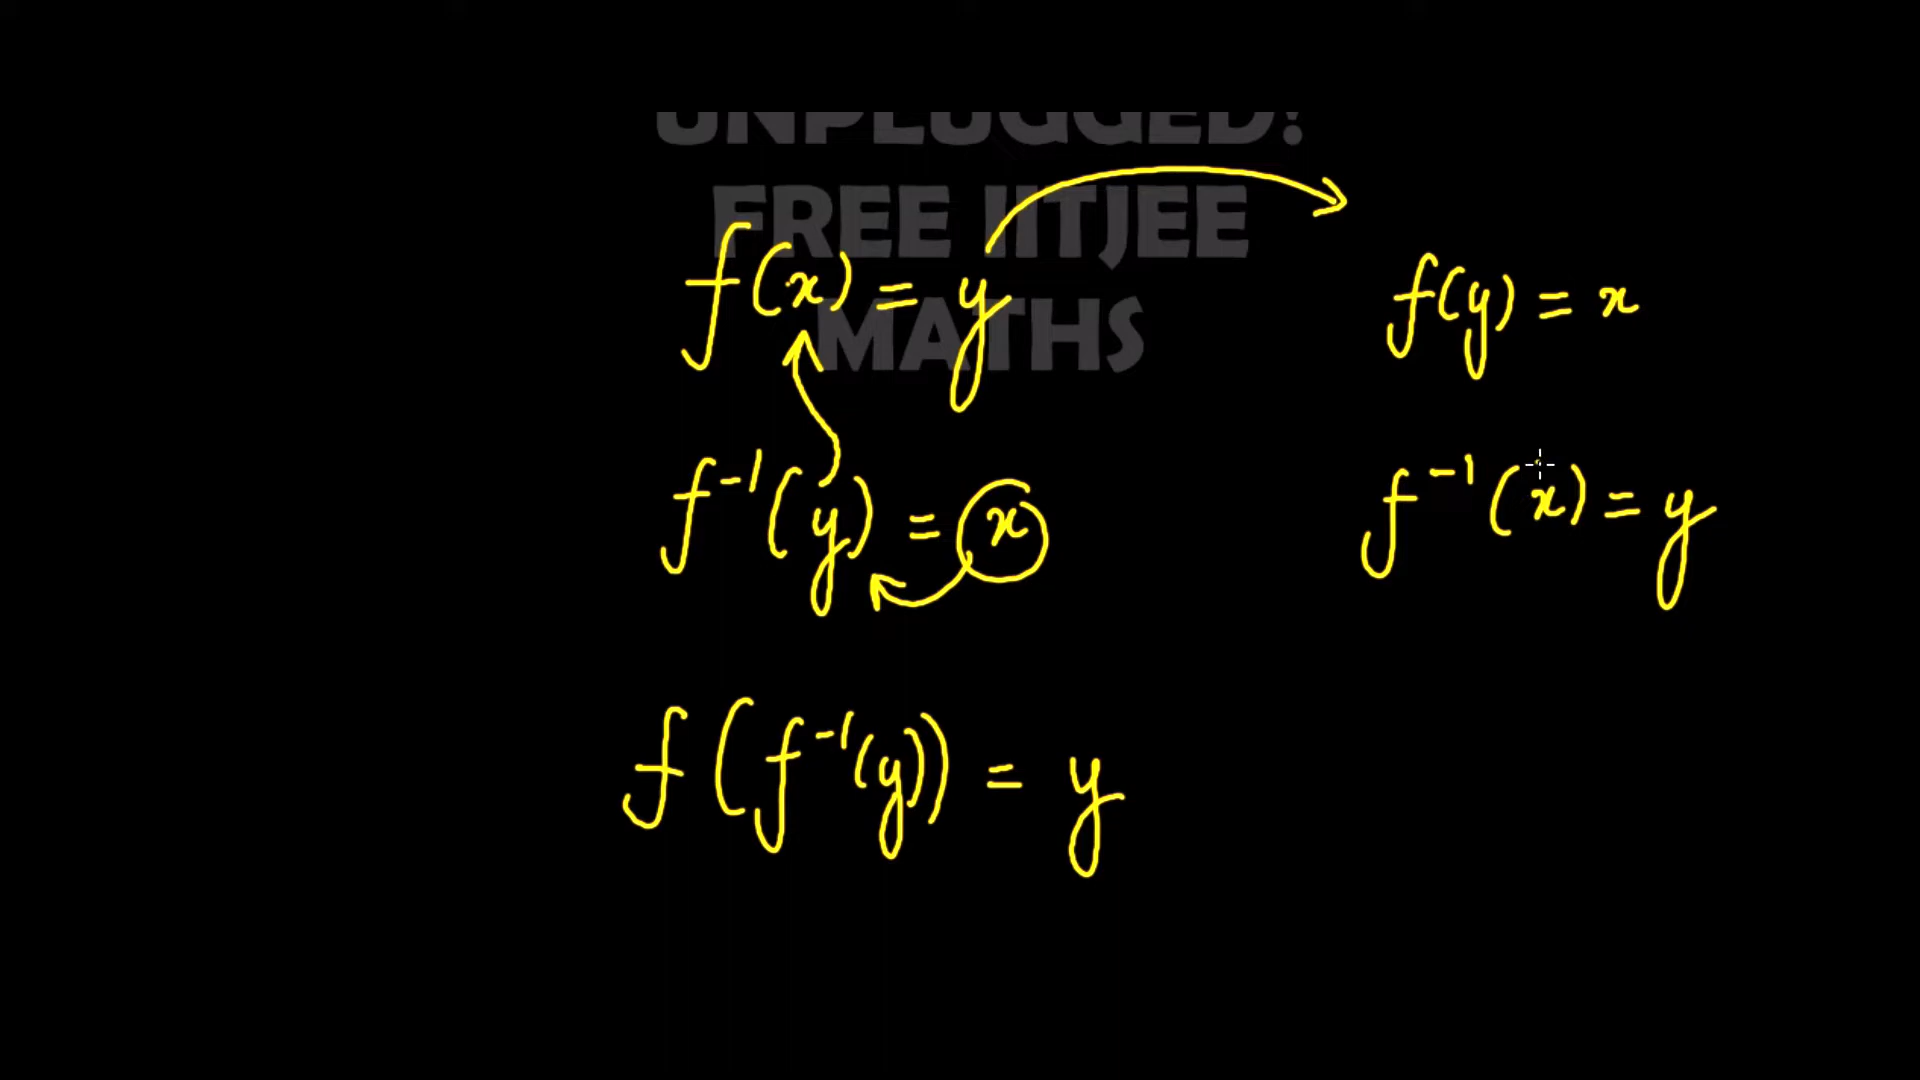 UNPLUGGED!
FREE IITJEE
MATHS
f(x) = y
f(y) = x
f⁻¹(y) = x
f⁻¹(x) = y
f(f⁻¹(y)) = y